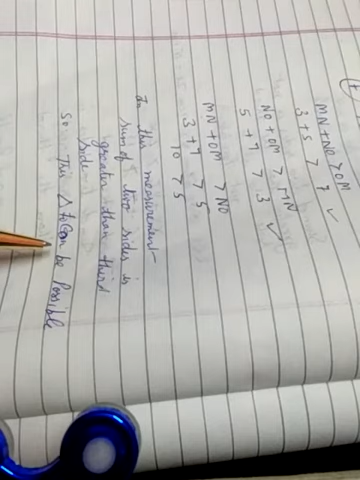 MN + NO > OM
3 + 5 > 7 ✓
NO + OM > MN
5 + 7 > 3 ✓
MN + OM > NO
3 + 7 > 5
10 > 5
In this measurement
sum of two sides is
greater than third
side
So This Δ can be Possible